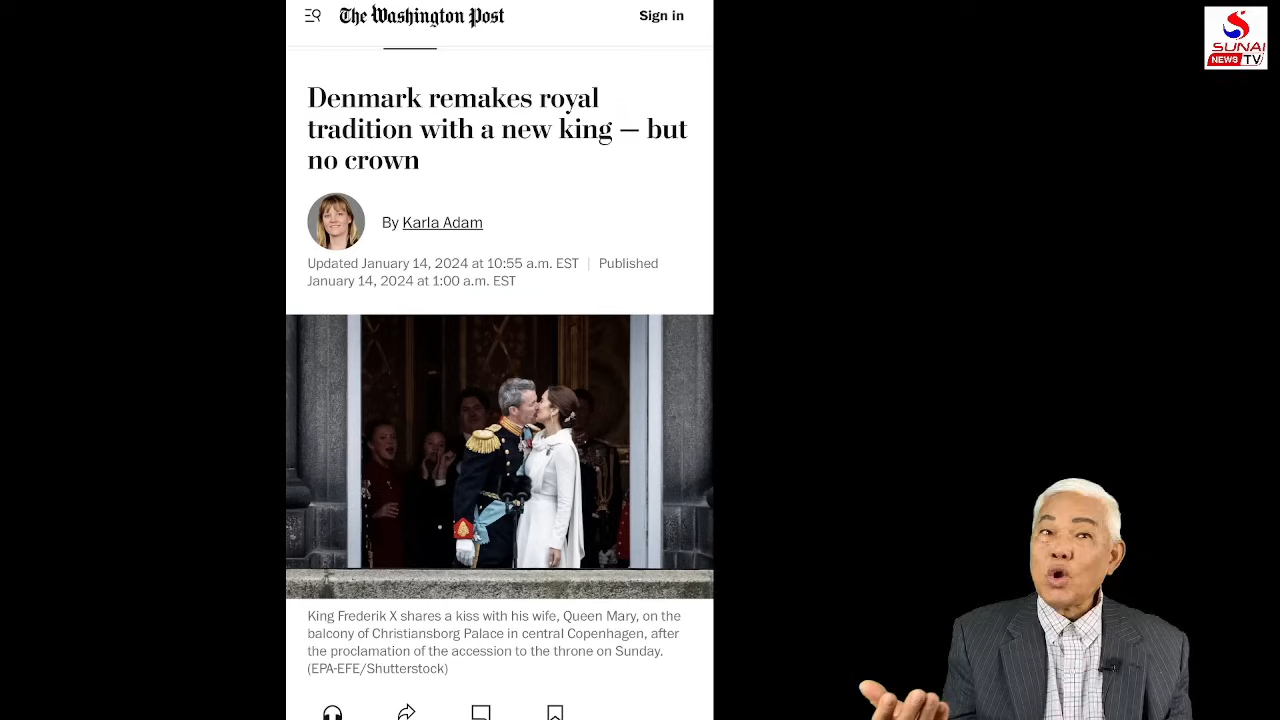 The Washington Post
Sign in
SUNAI
NEWS TV
Denmark remakes royal
tradition with a new king — but
no crown
By Karla Adam
Updated January 14, 2024 at 10:55 a.m. EST | Published
January 14, 2024 at 1:00 a.m. EST
King Frederik X shares a kiss with his wife, Queen Mary, on the
balcony of Christiansborg Palace in central Copenhagen, after
the proclamation of the accession to the throne on Sunday.
(EPA-EFE/Shutterstock)